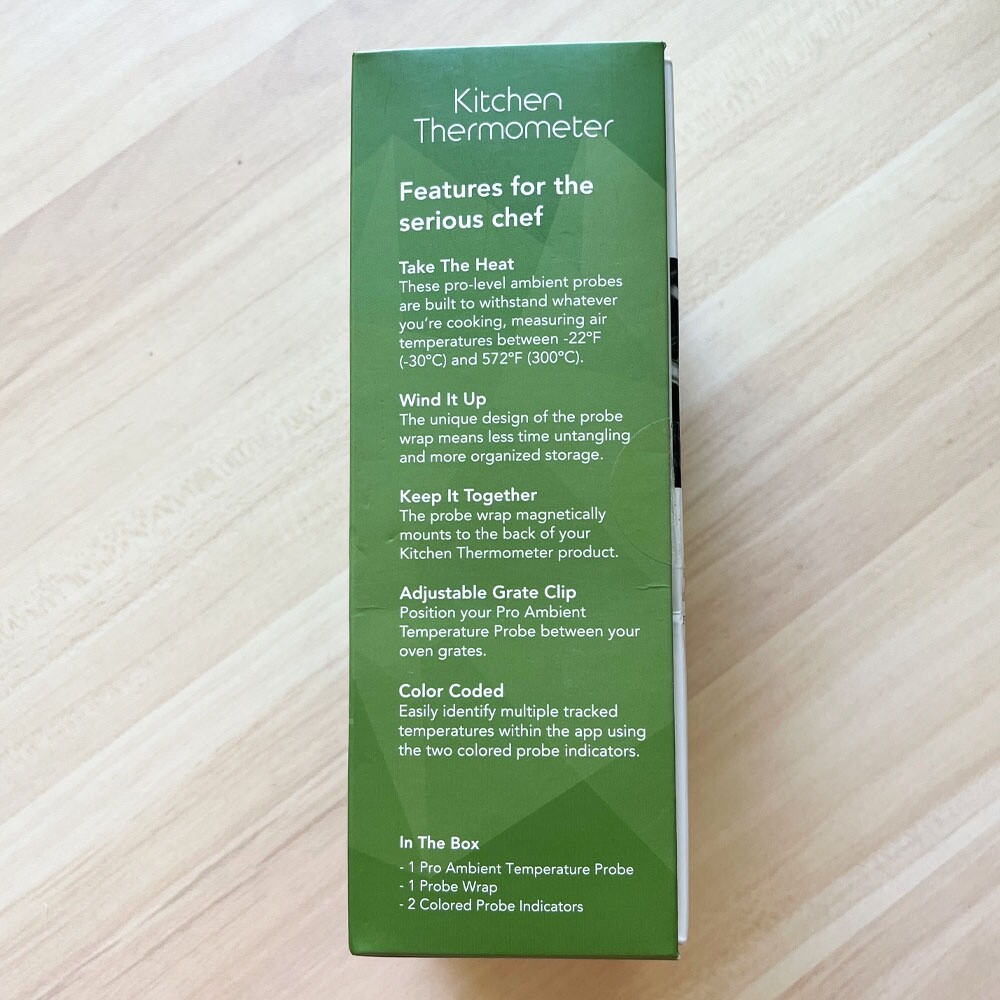 Kitchen
Thermometer
Features for the
serious chef
Take The Heat
These pro-level ambient probes
are built to withstand whatever
you're cooking, measuring air
temperatures between -22°F
(-30°C) and 572°F (300°C).
Wind It Up
The unique design of the probe
wrap means less time untangling
and more organized storage.
Keep It Together
The probe wrap magnetically
mounts to the back of your
Kitchen Thermometer product.
Adjustable Grate Clip
Position your Pro Ambient
Temperature Probe between your
oven grates.
Color Coded
Easily identify multiple tracked
temperatures within the app using
the two colored probe indicators.
In The Box
- 1 Pro Ambient Temperature Probe
- 1 Probe Wrap
- 2 Colored Probe Indicators